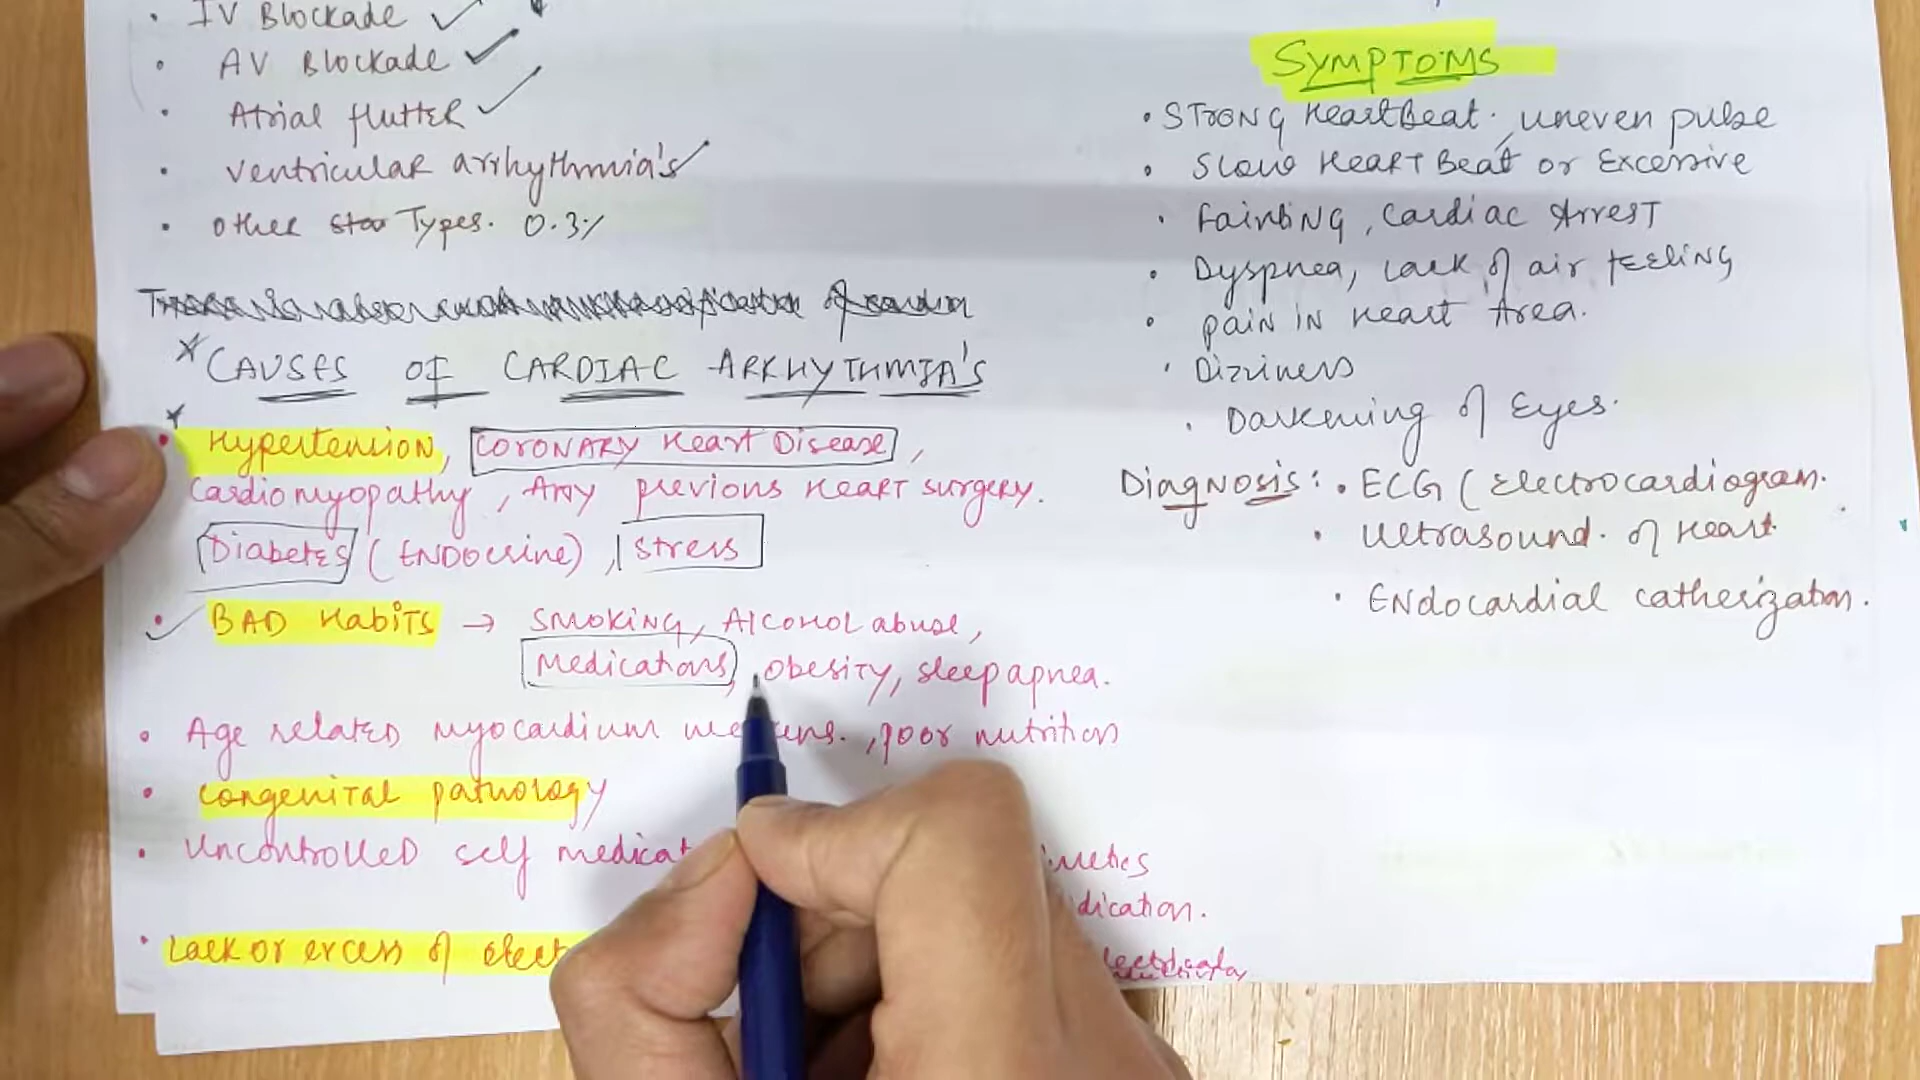 • IV Blockade
• AV Blockade
• Atrial flutter
• ventricular arrhythmia's
• other Types. 0.3%
* CAUSES OF CARDIAC ARRHYTHMIA'S
• Hypertension, CORONARY Heart Disease,
Cardiomyopathy, Any previous Heart surgery.
Diabetes (Endocrine), Stress
• BAD Habits → Smoking, Alcohol abuse,
Medications, obesity, sleep apnea.
• Age related myocardium , poor nutrition
• Congenital pathology
• Uncontrolled self
dication.
• Lack or excess of
SYMPTOMS
• STRONG HeartBeat, uneven pulse
• Slow Heart Beat or Excessive
• Fainting, Cardiac Arrest
• Dyspnea, lack of air feeling
• pain in Heart Area.
• Dizziness
• Darkening of Eyes.
Diagnosis: • ECG (Electrocardiogram.
• Ultrasound. of Heart
• Endocardial catherization.